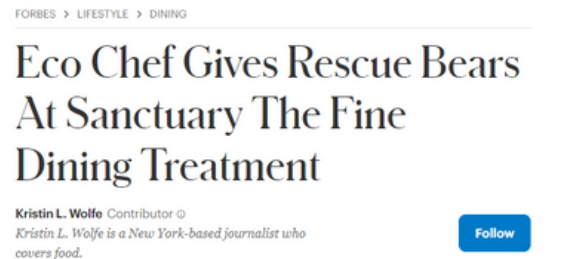 FORBES > LIFESTYLE > DINING
Eco Chef Gives Rescue Bears
At Sanctuary The Fine
Dining Treatment
Kristin L. Wolfe Contributor
Kristin L. Wolfe is a New York-based journalist who
covers food.
Follow